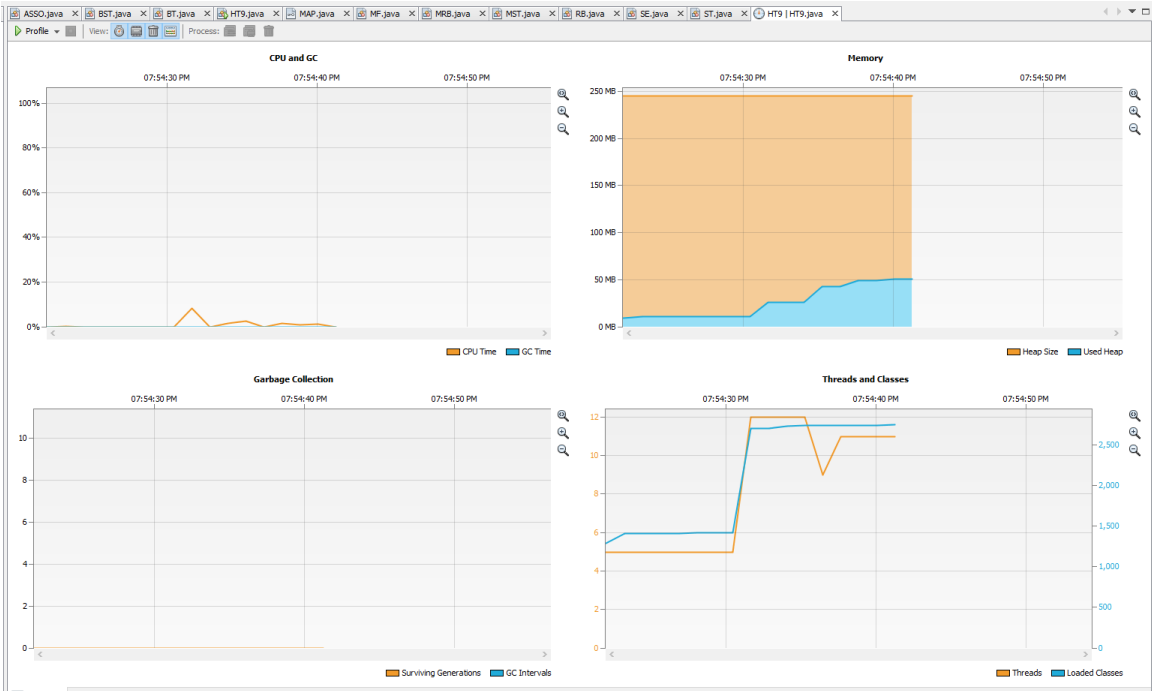 ASSO.java BST.java BT.java HT9.java MAP.java MF.java MRB.java MST.java RB.java SE.java ST.java HT9 | HT9.java
Profile View: Process:
CPU and GC
07:54:30 PM 07:54:40 PM 07:54:50 PM
100%
80%
60%
40%
20%
0%
CPU Time GC Time
Memory
07:54:30 PM 07:54:40 PM 07:54:50 PM
250 MB
200 MB
150 MB
100 MB
50 MB
0 MB
Heap Size Used Heap
Garbage Collection
07:54:30 PM 07:54:40 PM 07:54:50 PM
10
8
6
4
2
0
Surviving Generations GC Intervals
Threads and Classes
07:54:30 PM 07:54:40 PM 07:54:50 PM
12
10
8
6
4
2
0
2,500
2,000
1,500
1,000
500
0
Threads Loaded Classes